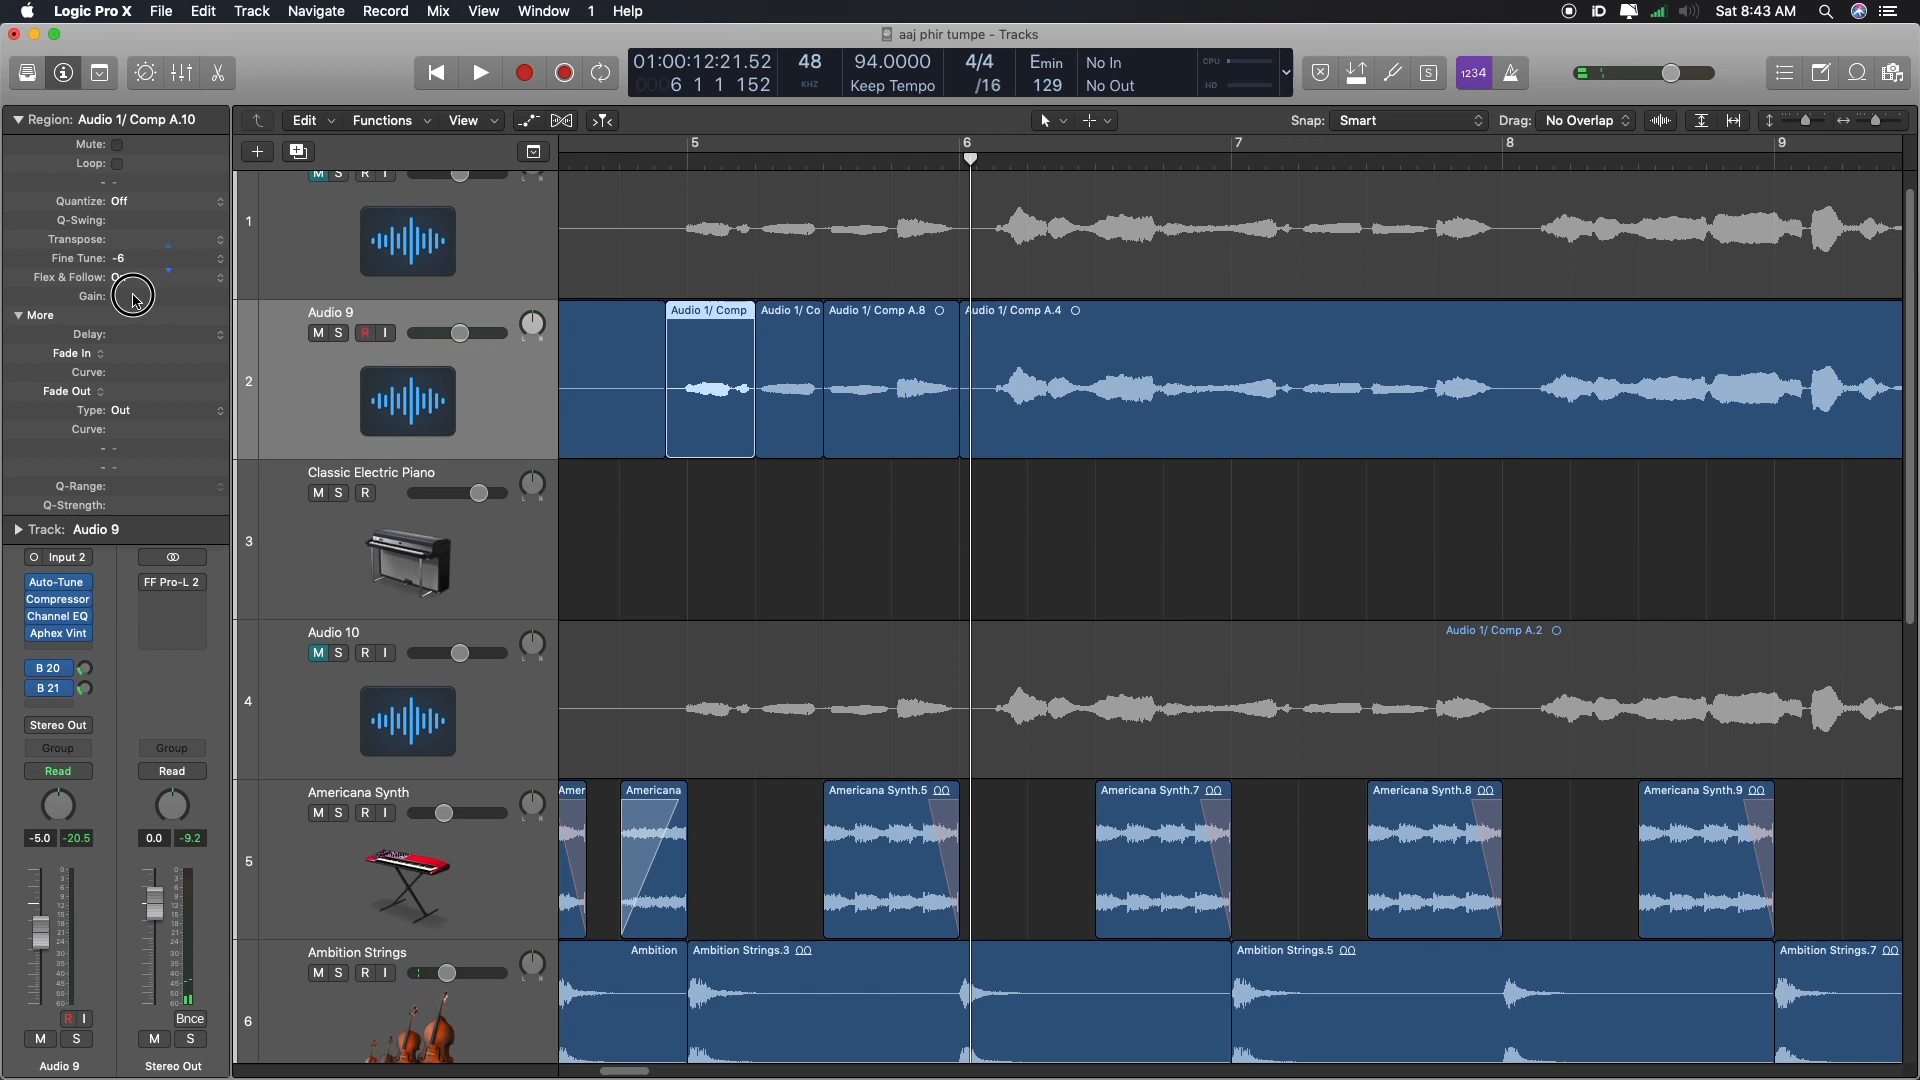 Logic Pro X File Edit Track Navigate Record Mix View Window 1 Help
iD Sat 8:43 AM
aaj phir tumpe - Tracks
01:00:12:21.52 48 94.0000 4/4 Emin No In CPU
0006 1 1 152 KHZ Keep Tempo /16 129 No Out HD
S 1234
Region: Audio 1/ Comp A.10
Edit Functions View
Snap: Smart Drag: No Overlap
Mute:
Loop:
- -
Quantize: Off
Q-Swing:
Transpose:
Fine Tune: -6
Flex & Follow:
Gain:
More
Delay:
Fade In
Curve:
Fade Out
Type: Out
Curve:
- -
- -
Q-Range:
Q-Strength:
Track: Audio 9
Input 2
Auto-Tune FF Pro-L 2
Compressor
Channel EQ
Aphex Vint
B 20
B 21
Stereo Out
Group Group
Read Read
-5.0 -20.5 0.0 -9.2
R I Bnce
M S M S
Audio 9 Stereo Out
5 6 7 8 9
M S R I L R
1
Audio 9
M S R I L R
2
Audio 1/ Comp Audio 1/ Co Audio 1/ Comp A.8 Audio 1/ Comp A.4
Classic Electric Piano
M S R L R
3
Audio 10
M S R I L R
4
Audio 1/ Comp A.2
Americana Synth
M S R I L R
5
Amer Americana Americana Synth.5 Americana Synth.7 Americana Synth.8 Americana Synth.9
Ambition Strings
M S R I L R
6
Ambition Ambition Strings.3 Ambition Strings.5 Ambition Strings.7